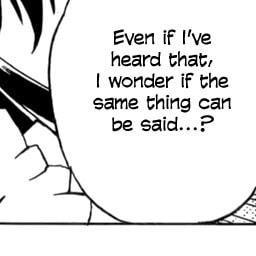 Even if I've
heard that,
I wonder if the
same thing can
be said...?